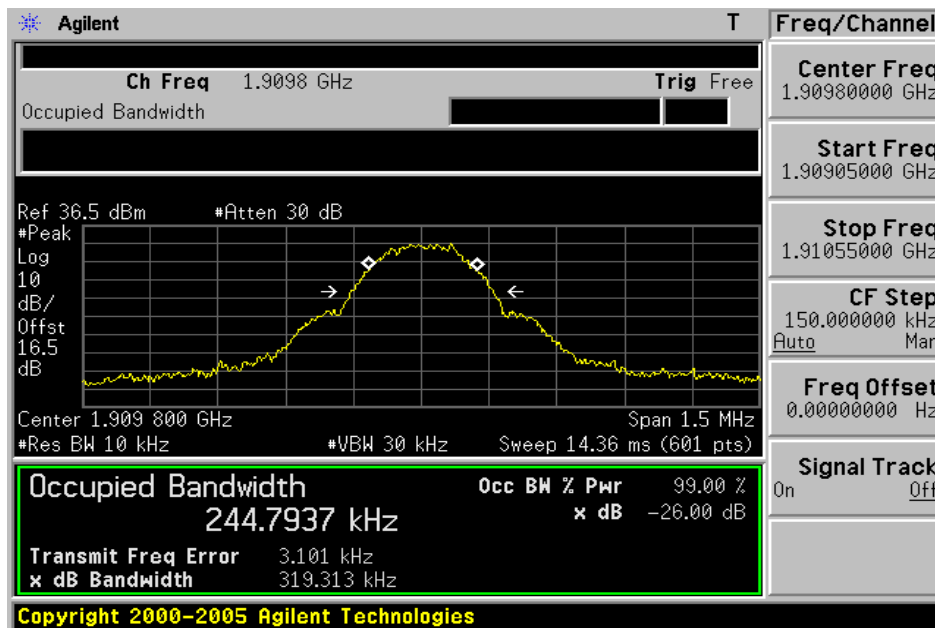 Agilent T
Ch Freq 1.9098 GHz Trig Free
Occupied Bandwidth
Ref 36.5 dBm #Atten 30 dB
#Peak
Log
10
dB/
Offst
16.5
dB
Center 1.909 800 GHz Span 1.5 MHz
#Res BW 10 kHz #VBW 30 kHz Sweep 14.36 ms (601 pts)
Occupied Bandwidth Occ BW % Pwr 99.00 %
244.7937 kHz x dB -26.00 dB
Transmit Freq Error 3.101 kHz
x dB Bandwidth 319.313 kHz
Copyright 2000-2005 Agilent Technologies
Freq/Channel
Center Freq
1.90980000 GHz
Start Freq
1.90905000 GHz
Stop Freq
1.91055000 GHz
CF Step
150.000000 kHz
Auto Man
Freq Offset
0.00000000 Hz
Signal Track
On Off